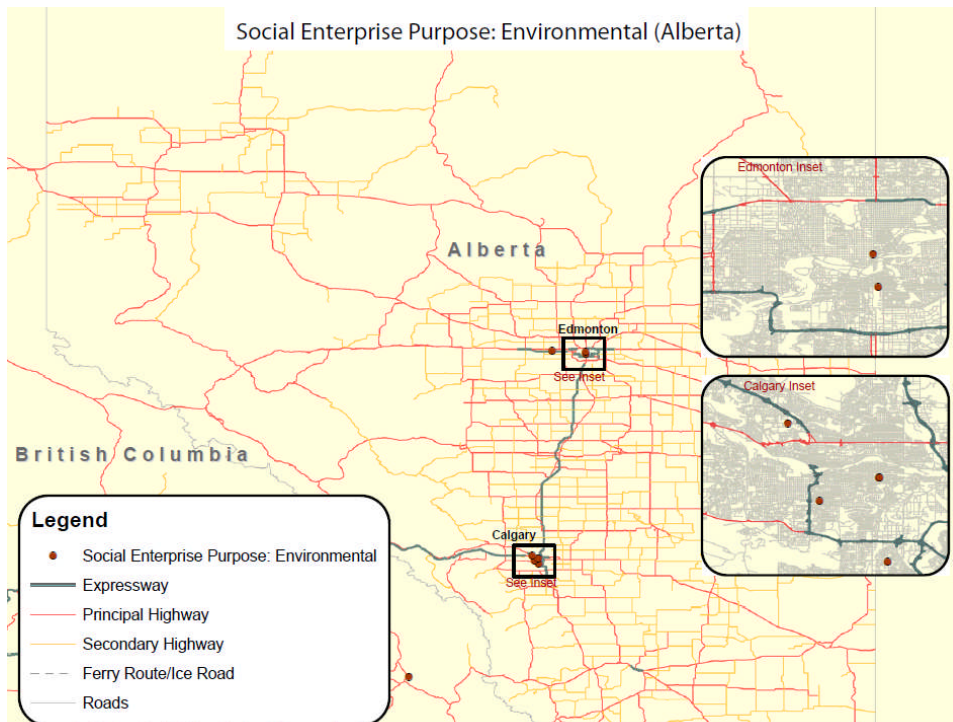 Social Enterprise Purpose: Environmental (Alberta)
Edmonton Inset
Alberta
Edmonton
See Inset
Calgary Inset
British Columbia
Calgary
See Inset
Legend
Social Enterprise Purpose: Environmental
Expressway
Principal Highway
Secondary Highway
Ferry Route/Ice Road
Roads